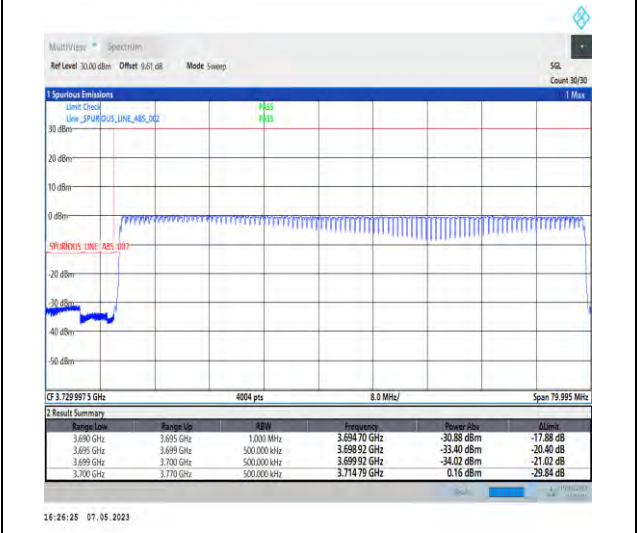 MultiView Spectrum
Ref Level 30.00 dBm Offset 9.61 dB Mode Sweep SGL
Count 30/30
1 Spurious Emissions 1 Max
Limit Check PASS
Line _SPURIOUS_LINE_ABS_002 PASS
30 dBm
20 dBm
10 dBm
0 dBm
_SPURIOUS_LINE_ABS_002
-20 dBm
-30 dBm
-40 dBm
-50 dBm
CF 3.729 997 5 GHz 4004 pts 8.0 MHz/ Span 79.995 MHz
2 Result Summary
Range Low Range Up RBW Frequency Power Abs ΔLimit
3.690 GHz 3.695 GHz 1.000 MHz 3.694 70 GHz -30.88 dBm -17.88 dB
3.695 GHz 3.699 GHz 500.000 kHz 3.698 92 GHz -33.40 dBm -20.40 dB
3.699 GHz 3.700 GHz 500.000 kHz 3.699 92 GHz -34.02 dBm -21.02 dB
3.700 GHz 3.770 GHz 500.000 kHz 3.714 79 GHz 0.16 dBm -29.84 dB
16:26:25 07.05.2023